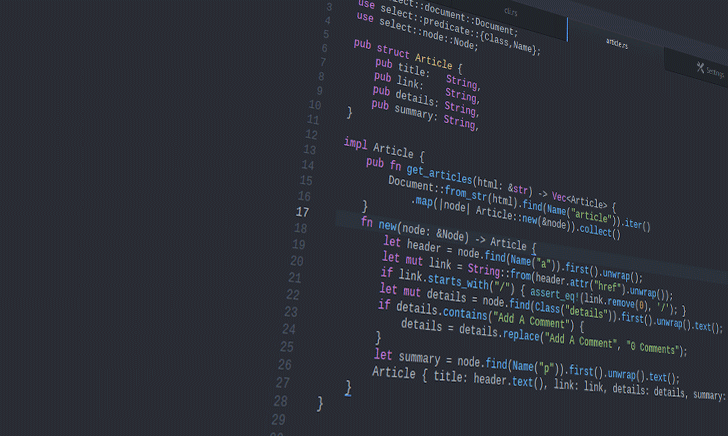 cli.rs
article.rs
Settings
select::document::Document;
use select::predicate::{Class,Name};
3 use select::node::Node;
4
5 pub struct Article {
6 pub title: String,
7 pub link: String,
8 pub details: String,
9 pub summary: String,
10 }
11
12 impl Article {
13 pub fn get_articles(html: &str) -> Vec<Article> {
14 Document::from_str(html).find(Name("article")).iter()
15 .map(|node| Article::new(&node)).collect()
16 }
17 fn new(node: &Node) -> Article {
18 let header = node.find(Name("a")).first().unwrap();
19 let mut link = String::from(header.attr("href").unwrap());
20 if link.starts_with("/") { assert_eq!(link.remove(0), '/'); }
21 let mut details = node.find(Class("details")).first().unwrap().text();
22 if details.contains("Add A Comment") {
23 details = details.replace("Add A Comment", "0 Comments");
24 }
25 let summary = node.find(Name("p")).first().unwrap().text();
26 Article { title: header.text(), link: link, details: details, summary:
27 }
28 }
29